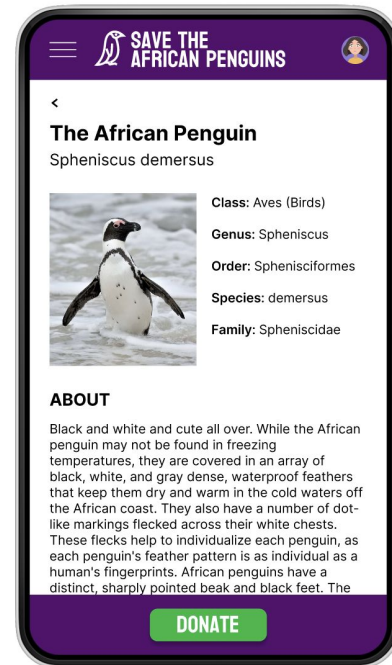 SAVE THE
AFRICAN PENGUINS
<
The African Penguin
Spheniscus demersus
Class: Aves (Birds)
Genus: Spheniscus
Order: Sphenisciformes
Species: demersus
Family: Spheniscidae
ABOUT
Black and white and cute all over. While the African
penguin may not be found in freezing
temperatures, they are covered in an array of
black, white, and gray dense, waterproof feathers
that keep them dry and warm in the cold waters off
the African coast. They also have a number of dot-
like markings flecked across their white chests.
These flecks help to individualize each penguin, as
each penguin's feather pattern is as individual as a
human's fingerprints. African penguins have a
distinct, sharply pointed beak and black feet. The
DONATE